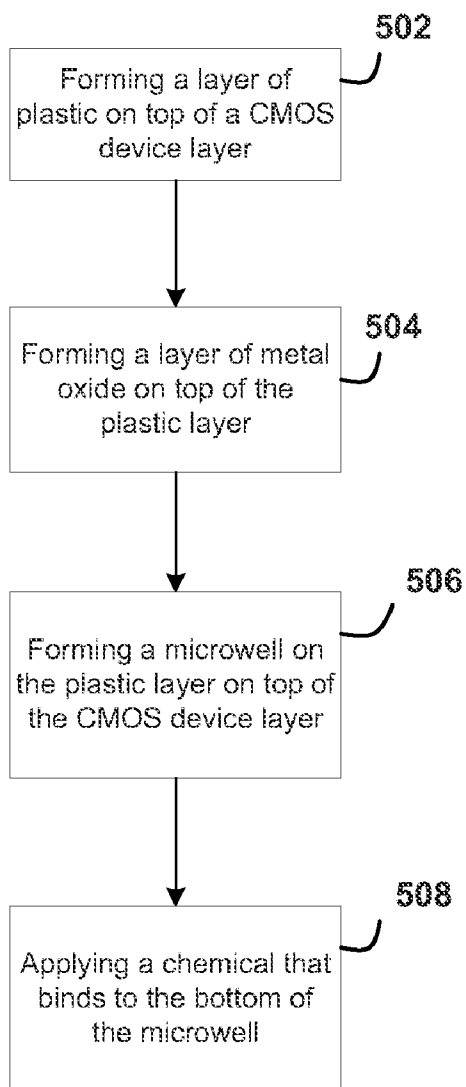 502
Forming a layer of
plastic on top of a CMOS
device layer
504
Forming a layer of metal
oxide on top of the
plastic layer
506
Forming a microwell on
the plastic layer on top of
the CMOS device layer
508
Applying a chemical that
binds to the bottom of
the microwell